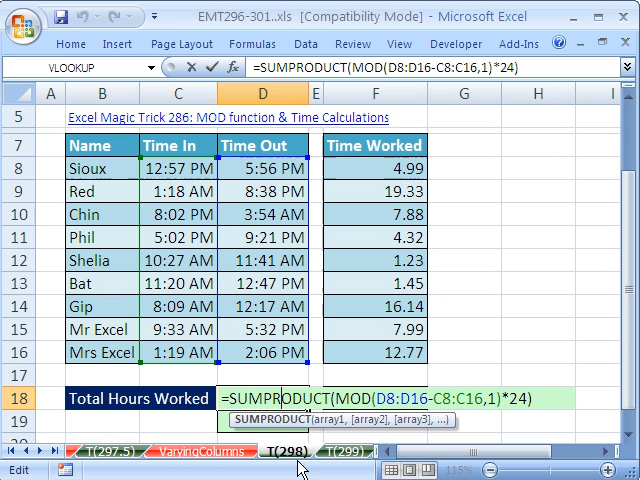 EMT296-301..xls [Compatibility Mode] - Microsoft Excel
Home Insert Page Layout Formulas Data Review Developer Add-Ins
VLOOKUP =SUMPRODUCT(MOD(D8:D16-C8:C16,1)*24)
A B C D E F G H I
5 Excel Magic Trick 286: MOD function & Time Calculations
7 Name Time In Time Out Time Worked
8 Sioux 12:57 PM 5:56 PM 4.99
9 Red 1:18 AM 8:38 PM 19.33
10 Chin 8:02 PM 3:54 AM 7.88
11 Phil 5:02 PM 9:21 PM 4.32
12 Shelia 10:27 AM 11:41 AM 1.23
13 Bat 11:20 AM 12:47 PM 1.45
14 Gip 8:09 AM 12:17 AM 16.14
15 Mr Excel 9:33 AM 5:32 PM 7.99
16 Mrs Excel 1:19 AM 2:06 PM 12.77
17
18 Total Hours Worked =SUMPRODUCT(MOD(D8:D16-C8:C16,1)*24)
SUMPRODUCT(array1, [array2], [array3], ...)
19
T(297.5) VaryingColumns T(298) T(299)
Edit 115%